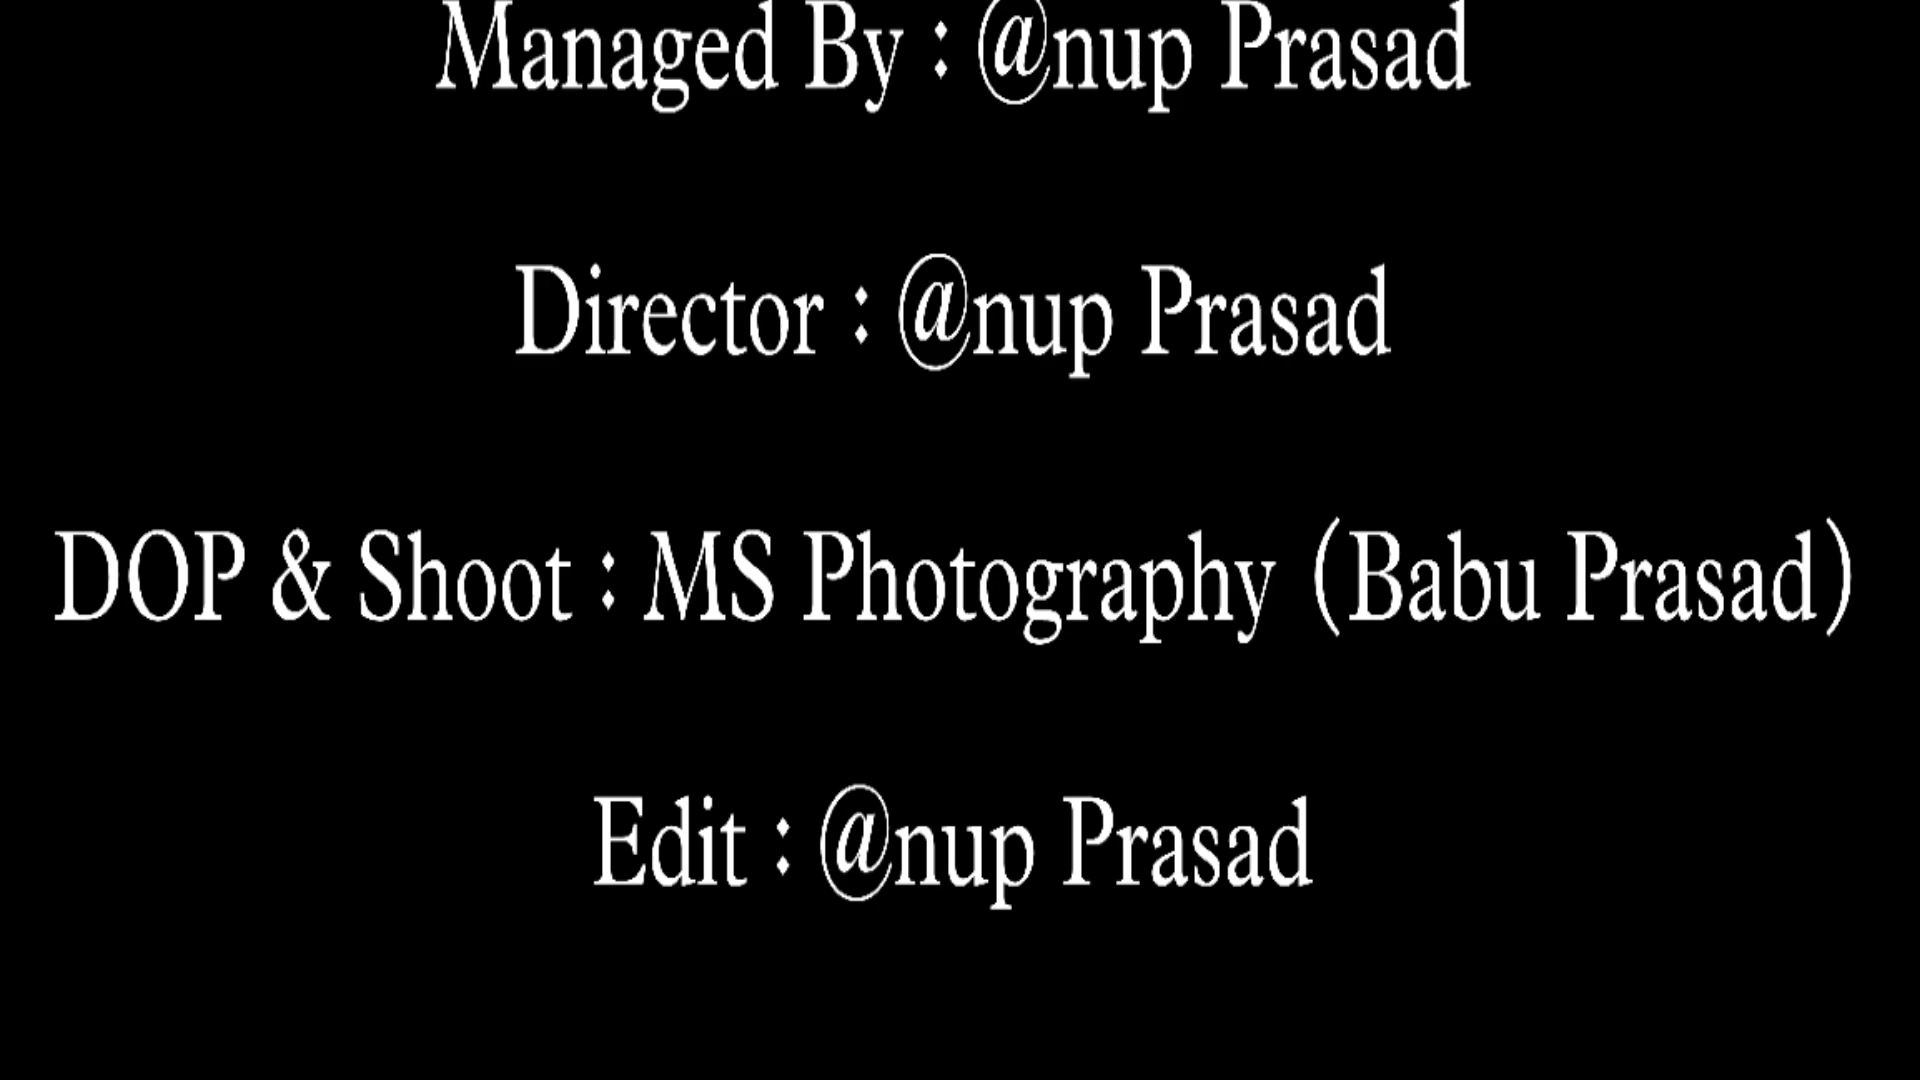 Managed By : @nup Prasad
Director : @nup Prasad
DOP & Shoot : MS Photography (Babu Prasad)
Edit : @nup Prasad